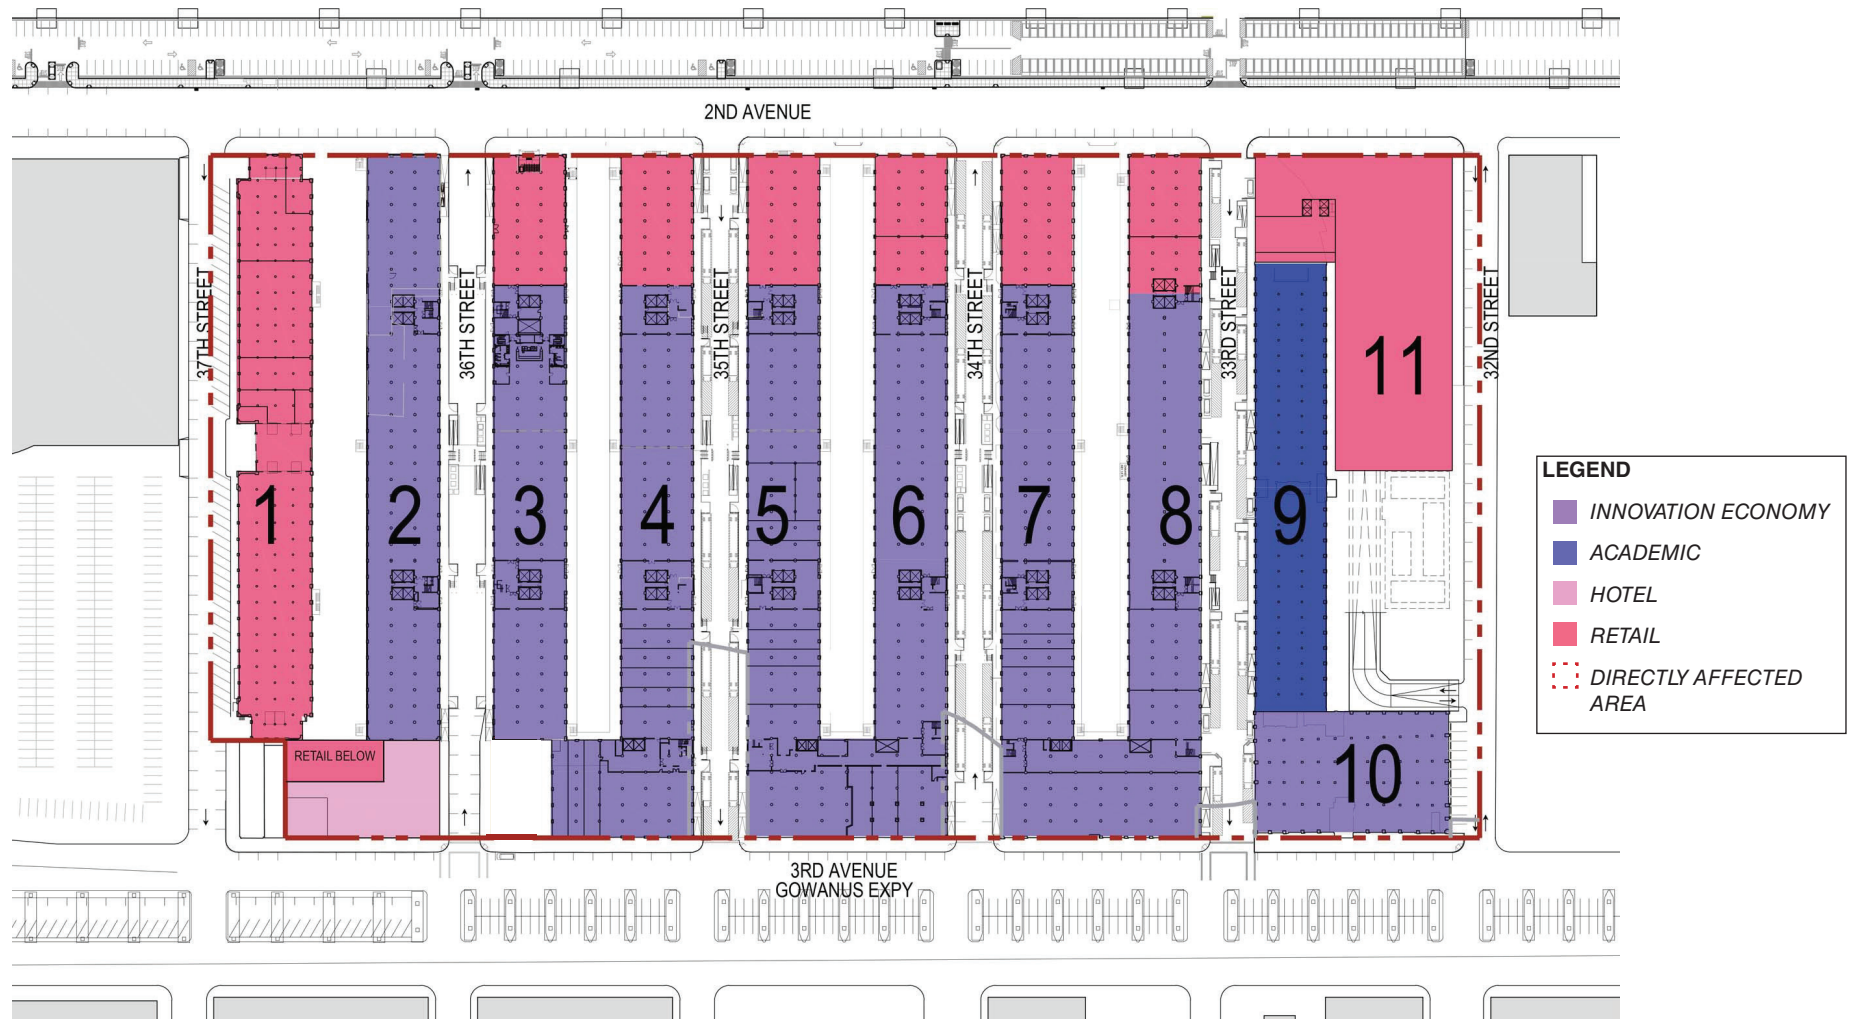 2ND AVENUE
37TH STREET
36TH STREET
35TH STREET
34TH STREET
33RD STREET
32ND STREET
11
1
2
3
4
5
6
7
8
9
10
RETAIL BELOW
3RD AVENUE
GOWANUS EXPY
LEGEND
INNOVATION ECONOMY
ACADEMIC
HOTEL
RETAIL
DIRECTLY AFFECTED
AREA